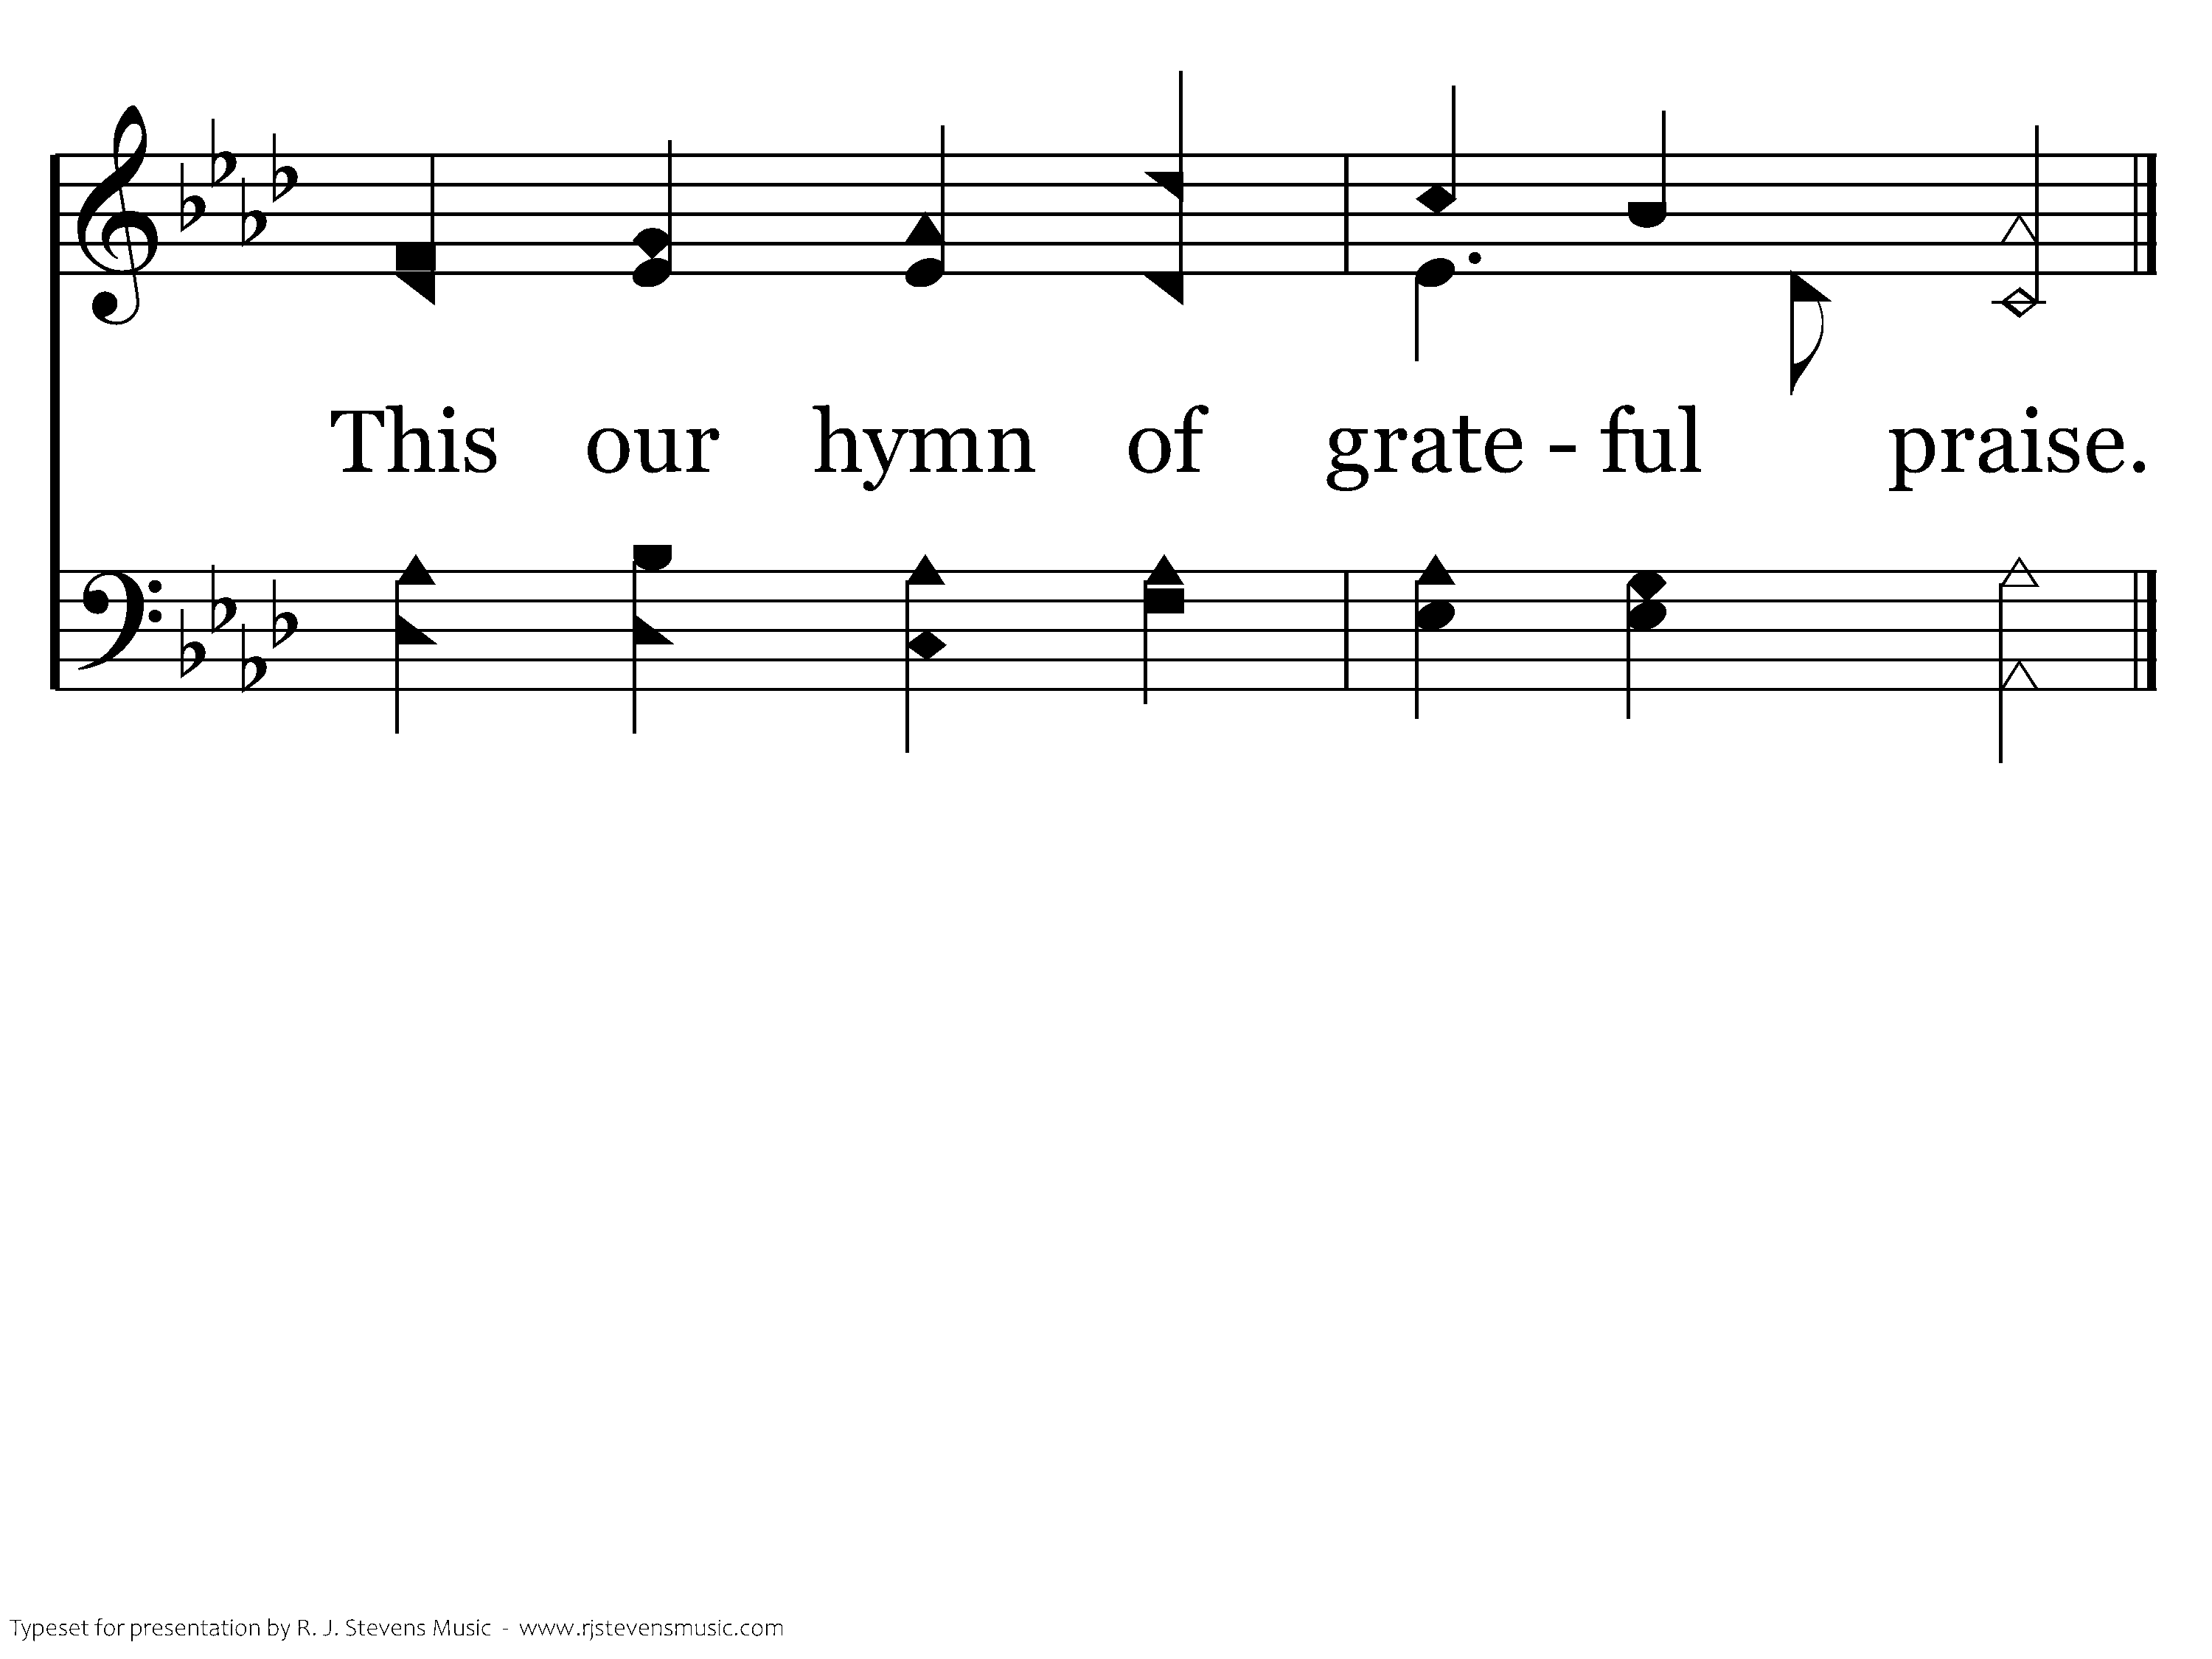 This our hymn of grate - ful praise.
Typeset for presentation by R. J. Stevens Music - www.rjstevensmusic.com